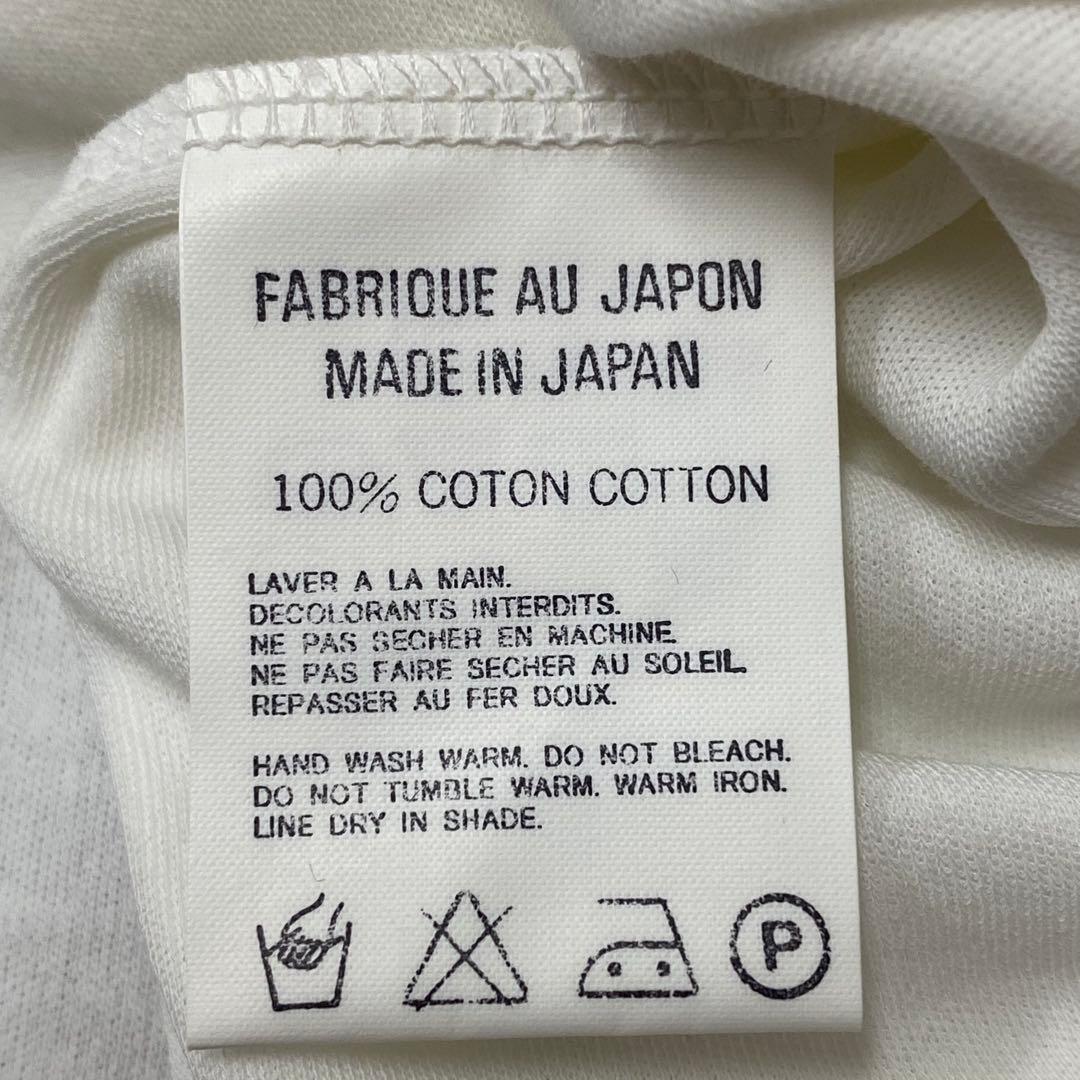 FABRIQUE AU JAPON
MADE IN JAPAN
100% COTON COTTON
LAVER A LA MAIN.
DECOLORANTS INTERDITS.
NE PAS SECHER EN MACHINE.
NE PAS FAIRE SECHER AU SOLEIL.
REPASSER AU FER DOUX.
HAND WASH WARM. DO NOT BLEACH.
DO NOT TUMBLE WARM. WARM IRON.
LINE DRY IN SHADE.
P